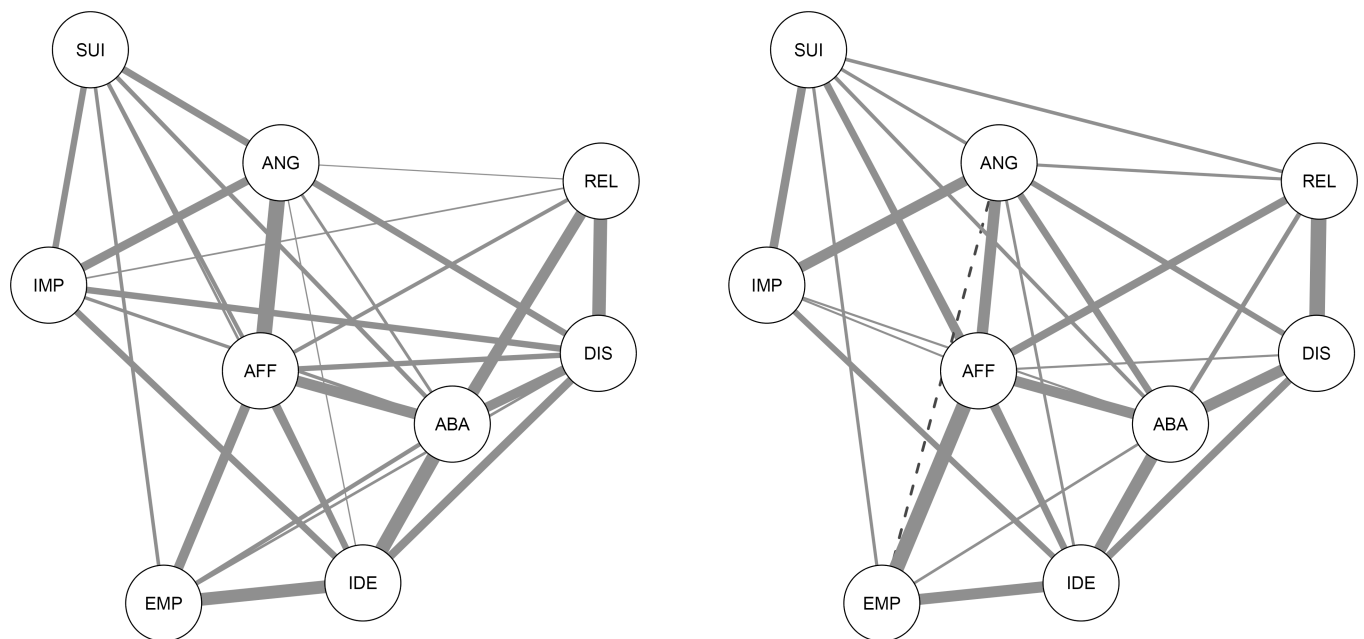 SUI
ANG
REL
IMP
DIS
AFF
ABA
IDE
EMP
SUI
ANG
REL
IMP
DIS
AFF
ABA
IDE
EMP